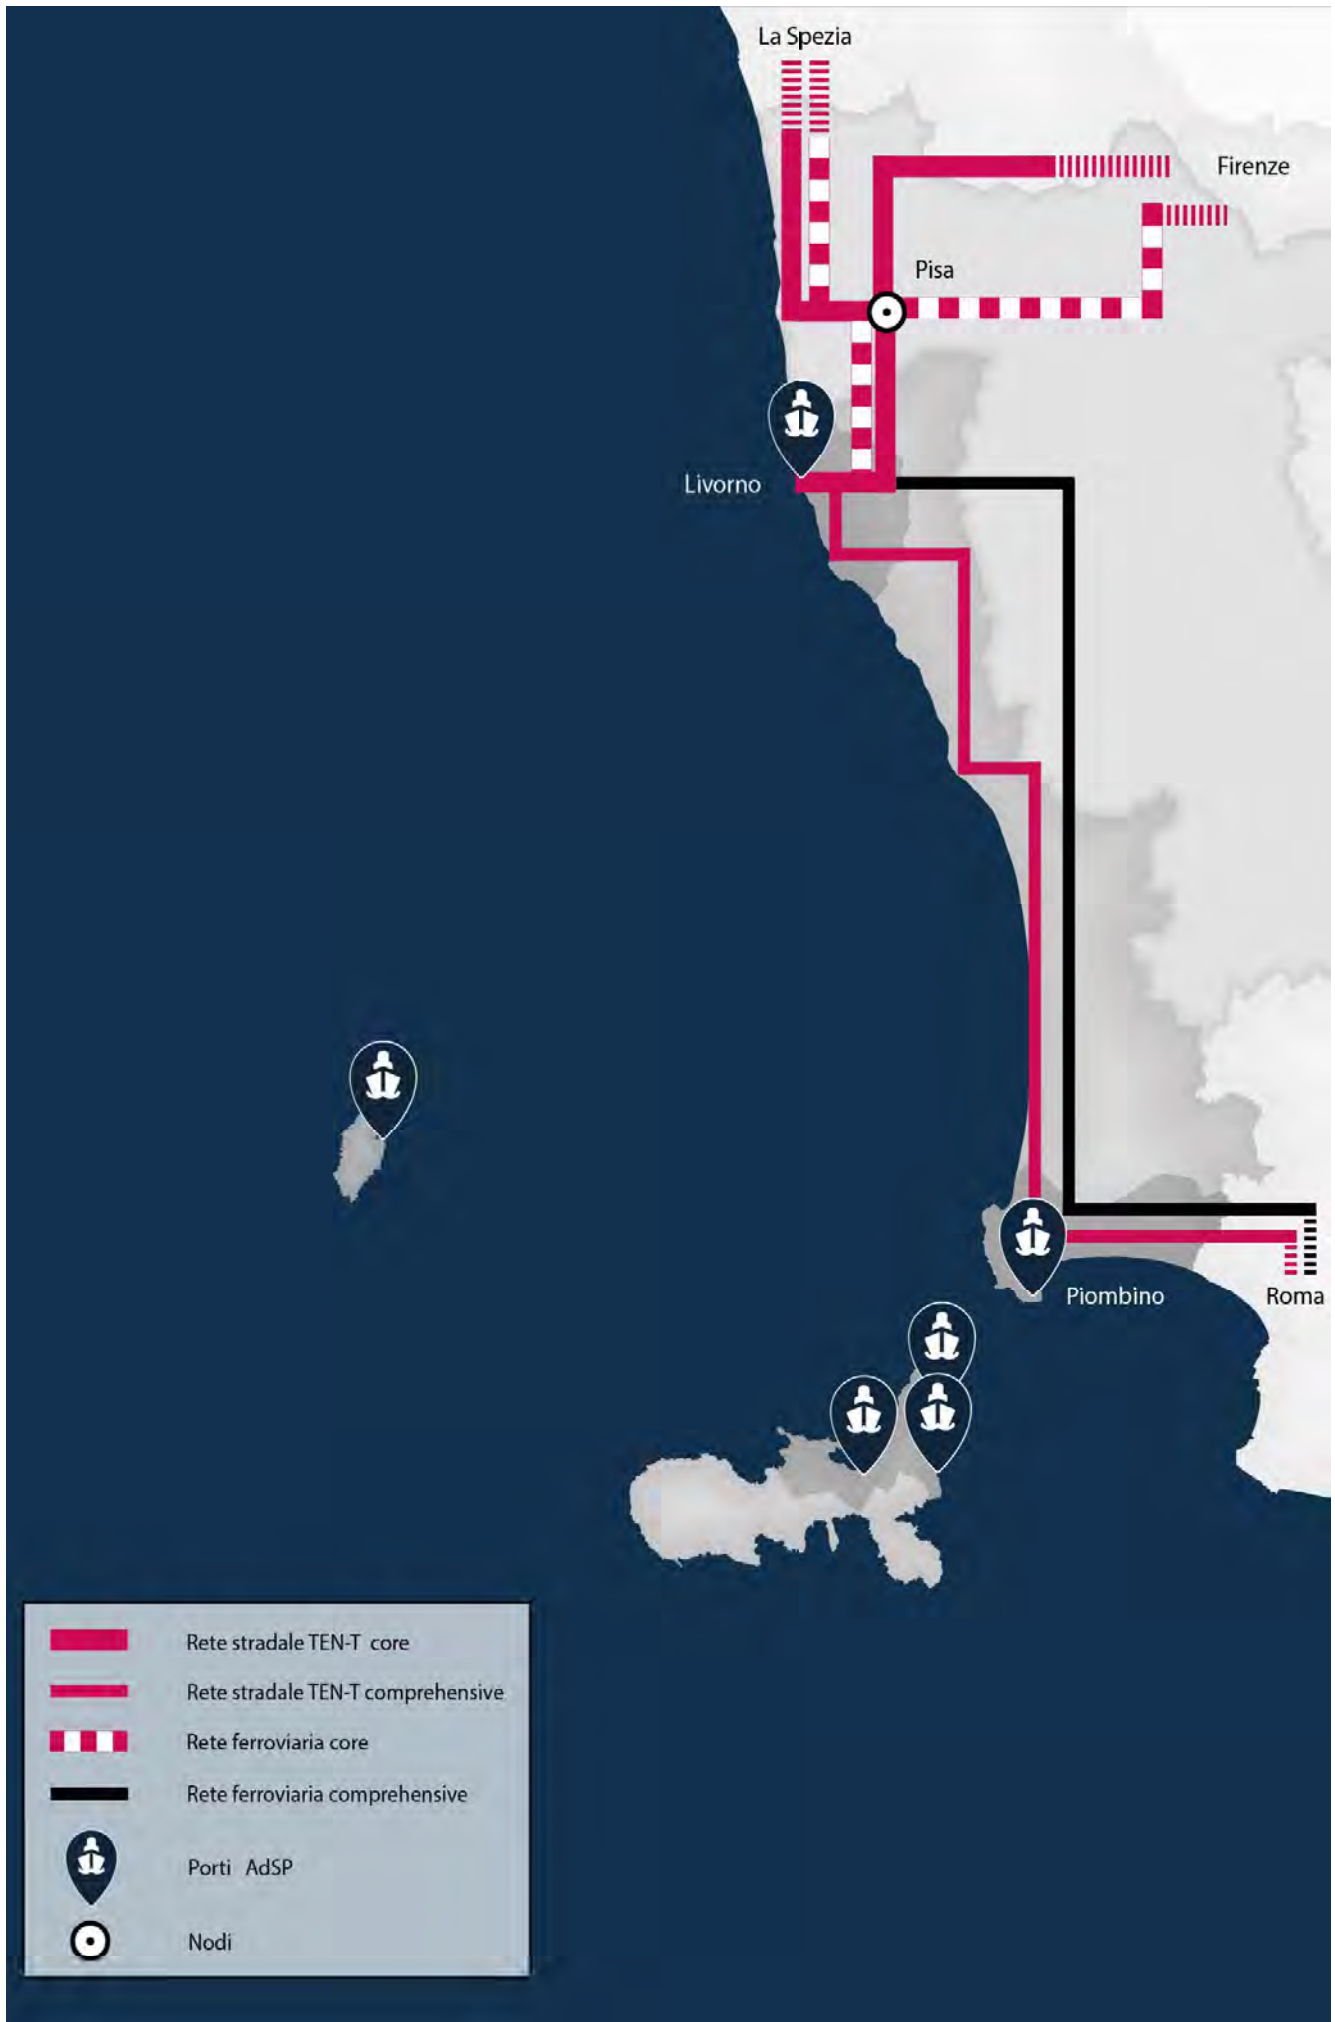 La Spezia
Firenze
Pisa
Livorno
Piombino
Roma
Rete stradale TEN-T core
Rete stradale TEN-T comprehensive
Rete ferroviaria core
Rete ferroviaria comprehensive
Porti AdSP
Nodi